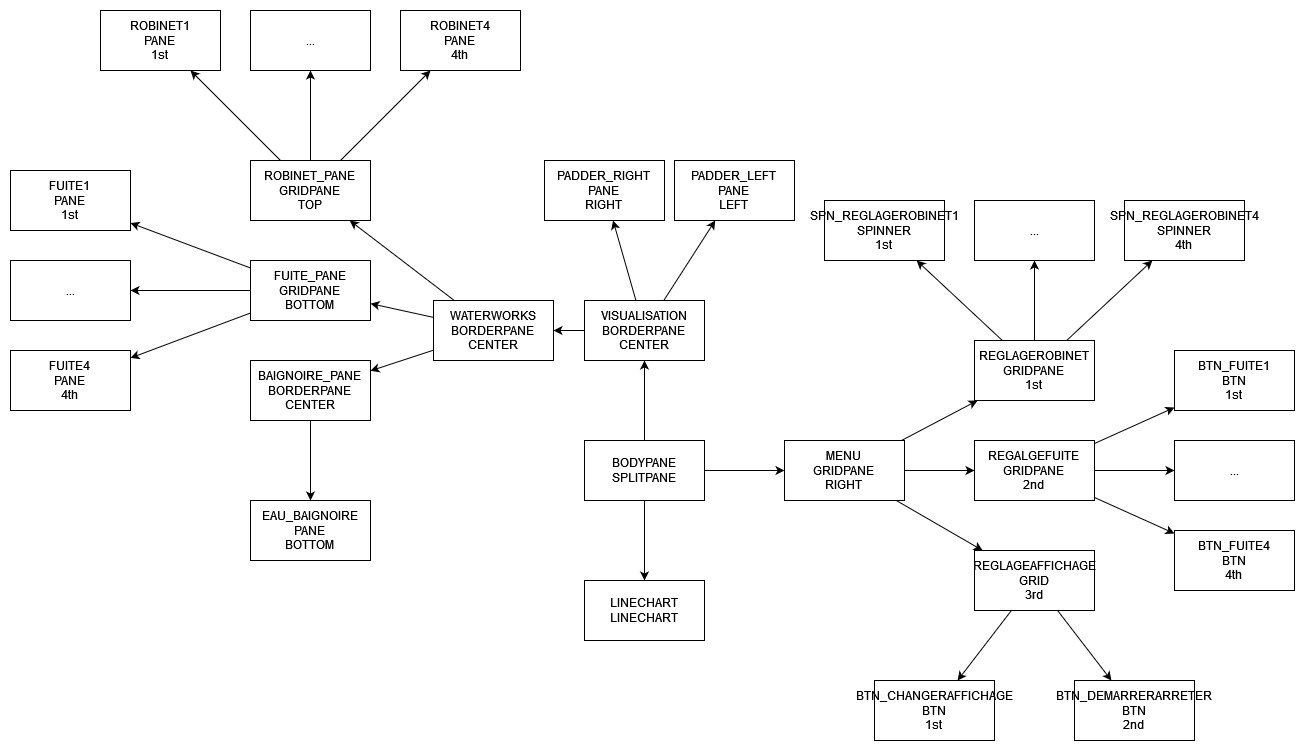 ROBINET1
PANE
1st
...
ROBINET4
PANE
4th
ROBINET_PANE
GRIDPANE
TOP
FUITE1
PANE
1st
...
FUITE4
PANE
4th
FUITE_PANE
GRIDPANE
BOTTOM
BAIGNOIRE_PANE
BORDERPANE
CENTER
EAU_BAIGNOIRE
PANE
BOTTOM
WATERWORKS
BORDERPANE
CENTER
PADDER_RIGHT
PANE
RIGHT
PADDER_LEFT
PANE
LEFT
VISUALISATION
BORDERPANE
CENTER
BODYPANE
SPLITPANE
LINECHART
LINECHART
MENU
GRIDPANE
RIGHT
SPN_REGLAGEROBINET1
SPINNER
1st
...
SPN_REGLAGEROBINET4
SPINNER
4th
REGLAGEROBINET
GRIDPANE
1st
REGALGEFUITE
GRIDPANE
2nd
BTN_FUITE1
BTN
1st
...
BTN_FUITE4
BTN
4th
REGLAGEAFFICHAGE
GRID
3rd
BTN_CHANGERAFFICHAGE
BTN
1st
BTN_DEMARRERARRETER
BTN
2nd